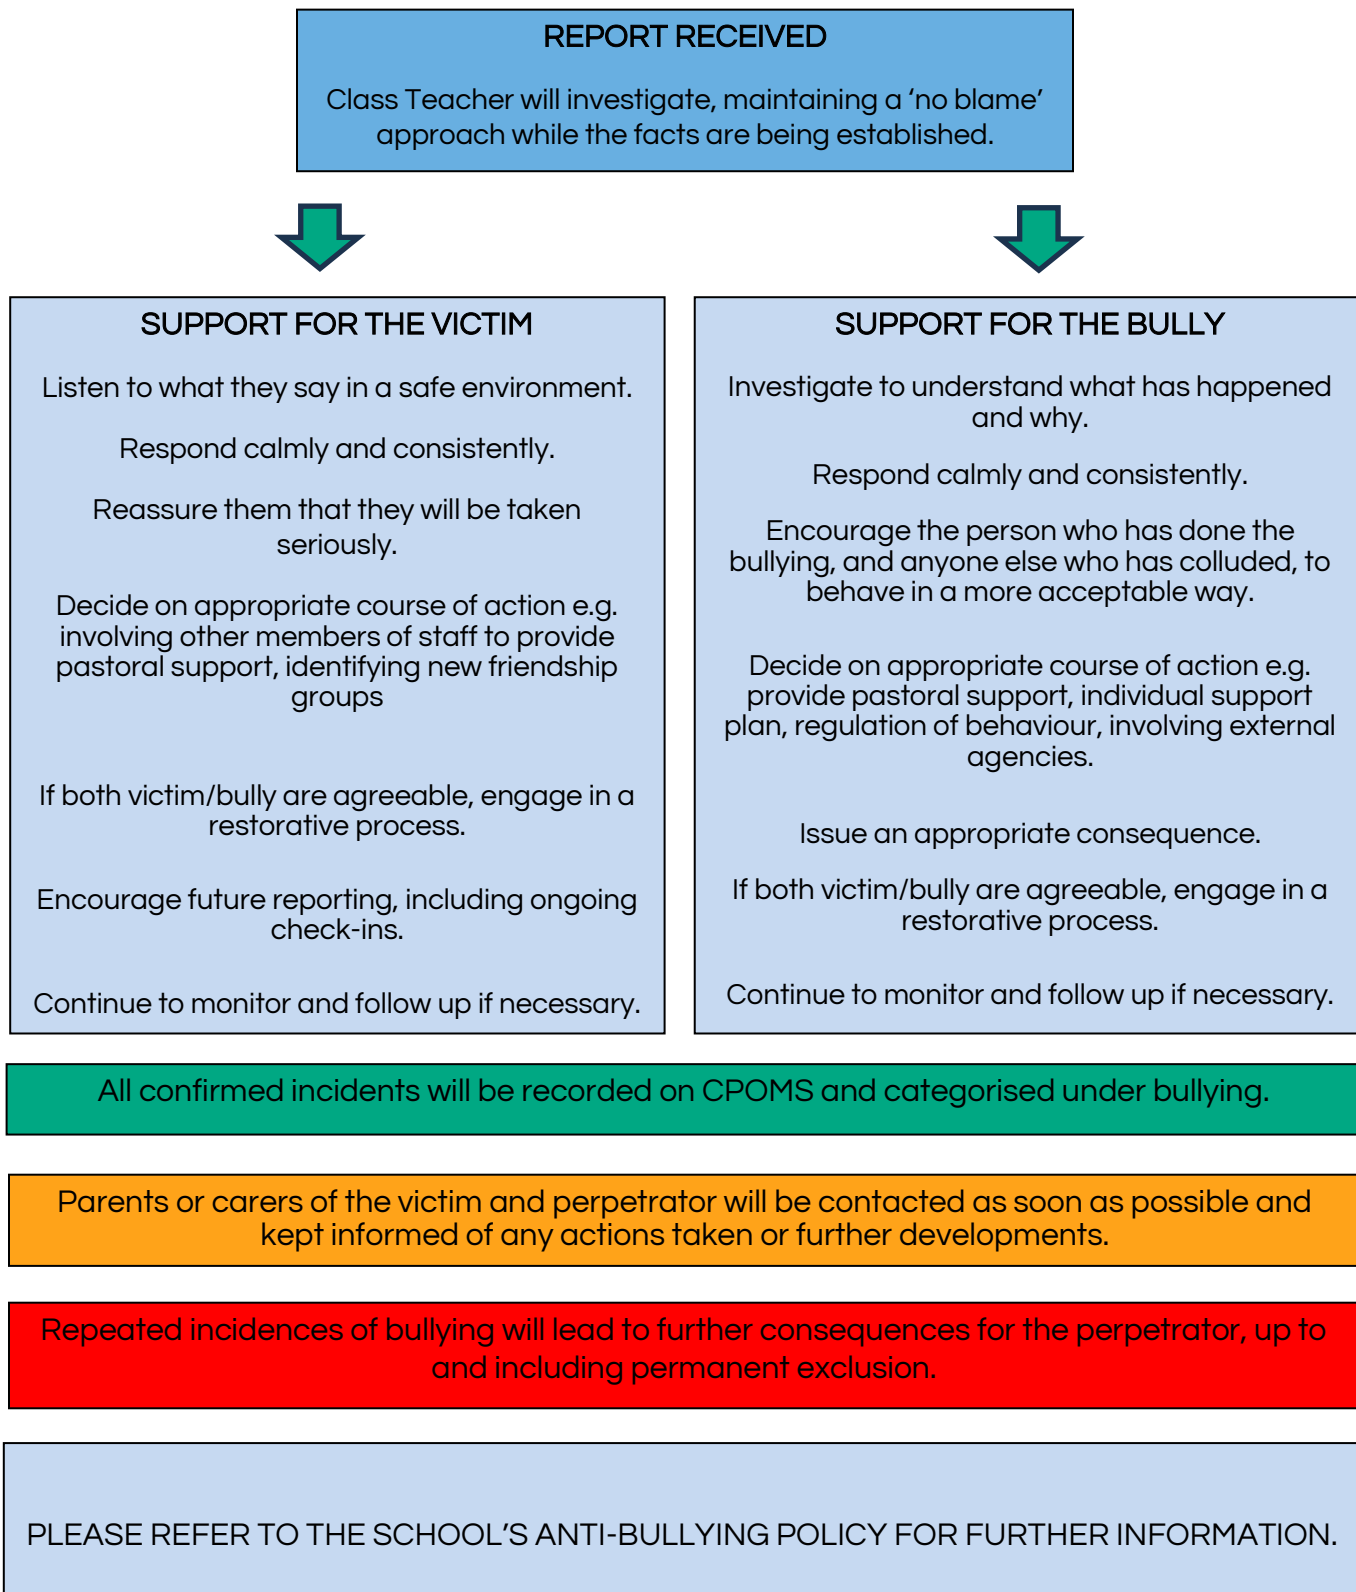 REPORT RECEIVED
Class Teacher will investigate, maintaining a ‘no blame’
approach while the facts are being established.
SUPPORT FOR THE VICTIM
Listen to what they say in a safe environment.
Respond calmly and consistently.
Reassure them that they will be taken
seriously.
Decide on appropriate course of action e.g.
involving other members of staff to provide
pastoral support, identifying new friendship
groups
If both victim/bully are agreeable, engage in a
restorative process.
Encourage future reporting, including ongoing
check-ins.
Continue to monitor and follow up if necessary.
SUPPORT FOR THE BULLY
Investigate to understand what has happened
and why.
Respond calmly and consistently.
Encourage the person who has done the
bullying, and anyone else who has colluded, to
behave in a more acceptable way.
Decide on appropriate course of action e.g.
provide pastoral support, individual support
plan, regulation of behaviour, involving external
agencies.
Issue an appropriate consequence.
If both victim/bully are agreeable, engage in a
restorative process.
Continue to monitor and follow up if necessary.
All confirmed incidents will be recorded on CPOMS and categorised under bullying.
Parents or carers of the victim and perpetrator will be contacted as soon as possible and
kept informed of any actions taken or further developments.
Repeated incidences of bullying will lead to further consequences for the perpetrator, up to
and including permanent exclusion.
PLEASE REFER TO THE SCHOOL’S ANTI-BULLYING POLICY FOR FURTHER INFORMATION.